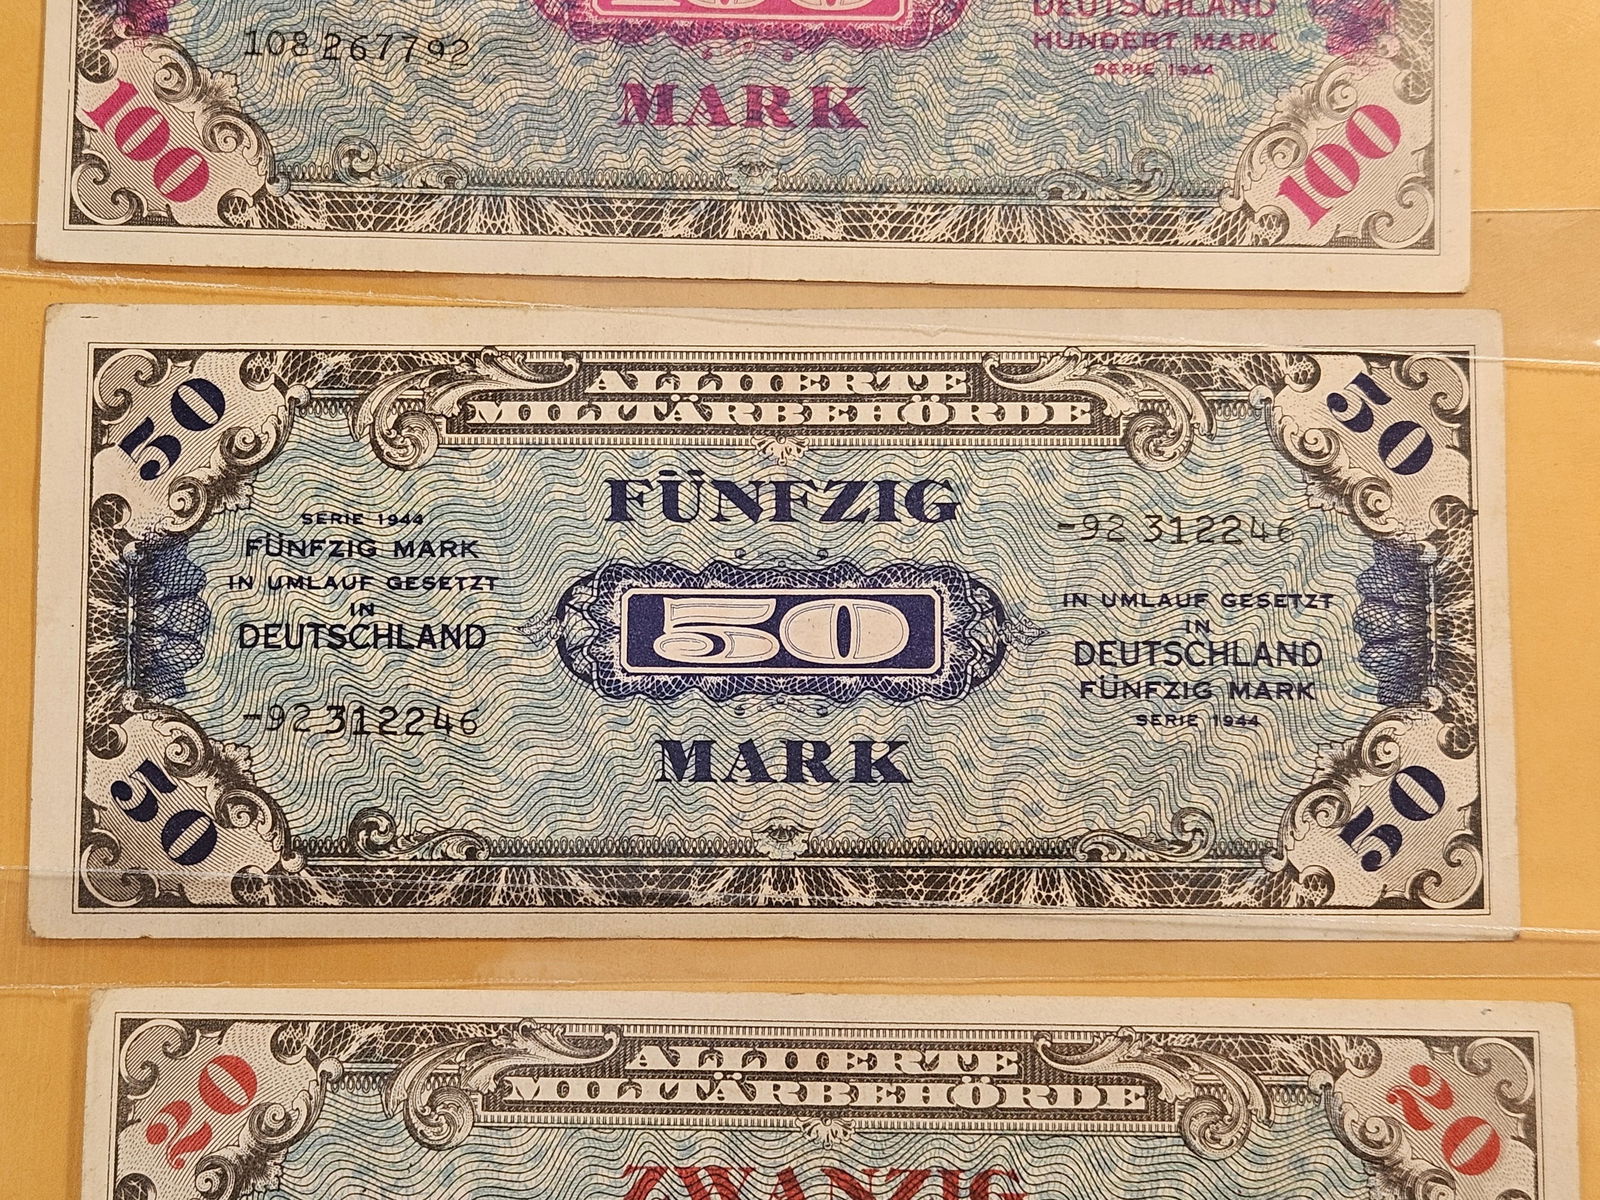 108267792
DEUTSCHLAND
HUNDERT MARK
SERIE 1944
MARK
100
100
50
50
ALLIIERTE
MILITÄRBEHÖRDE
FÜNFZIG
SERIE 1944
FÜNFZIG MARK
IN UMLAUF GESETZT
IN
DEUTSCHLAND
-92312246
50
-92312246
IN UMLAUF GESETZT
IN
DEUTSCHLAND
FÜNFZIG MARK
SERIE 1944
MARK
50
50
20
20
ALLIIERTE
MILITÄRBEHÖRDE
ZWANZIG